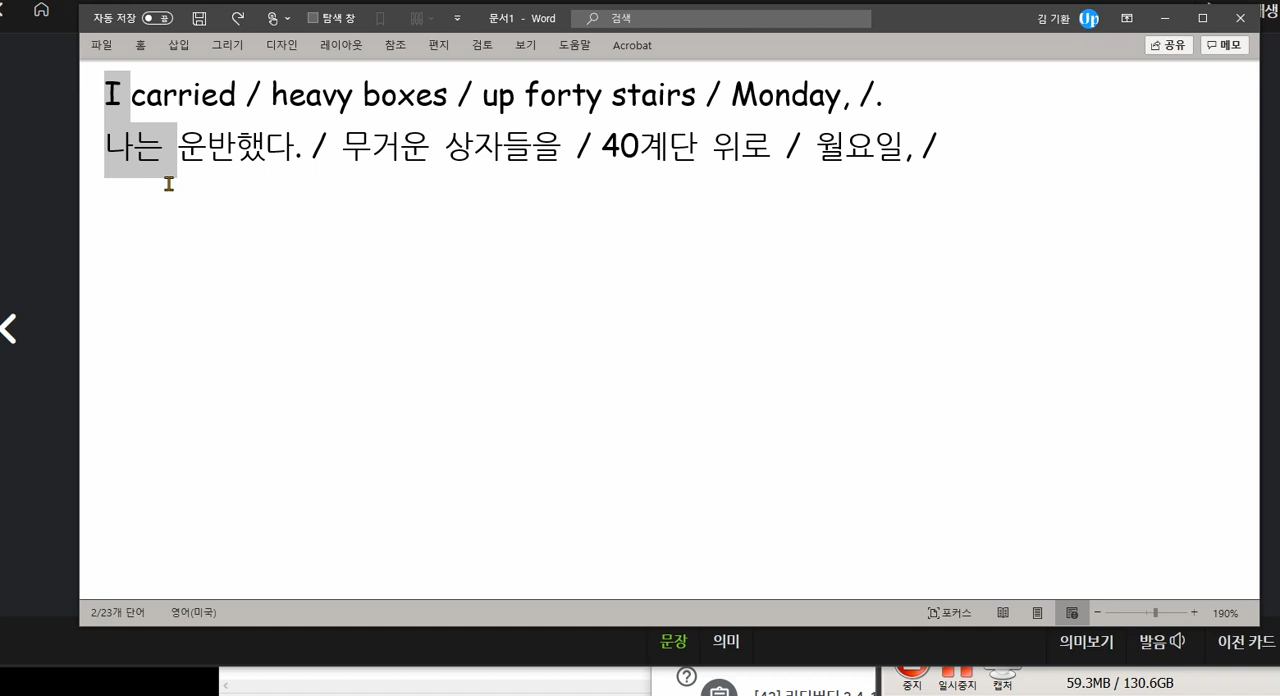 자동 저장 끔 탐색 창 문서1 - Word 검색 김 기환 Up
파일 홈 삽입 그리기 디자인 레이아웃 참조 편지 검토 보기 도움말 Acrobat 공유 메모
I carried / heavy boxes / up forty stairs / Monday, /.
나는 운반했다. / 무거운 상자들을 / 40계단 위로 / 월요일, /
2/23개 단어 영어(미국) 포커스 190%
문장 의미 의미보기 발음 이전 카드
중지 일시중지 캡처 59.3MB / 130.6GB